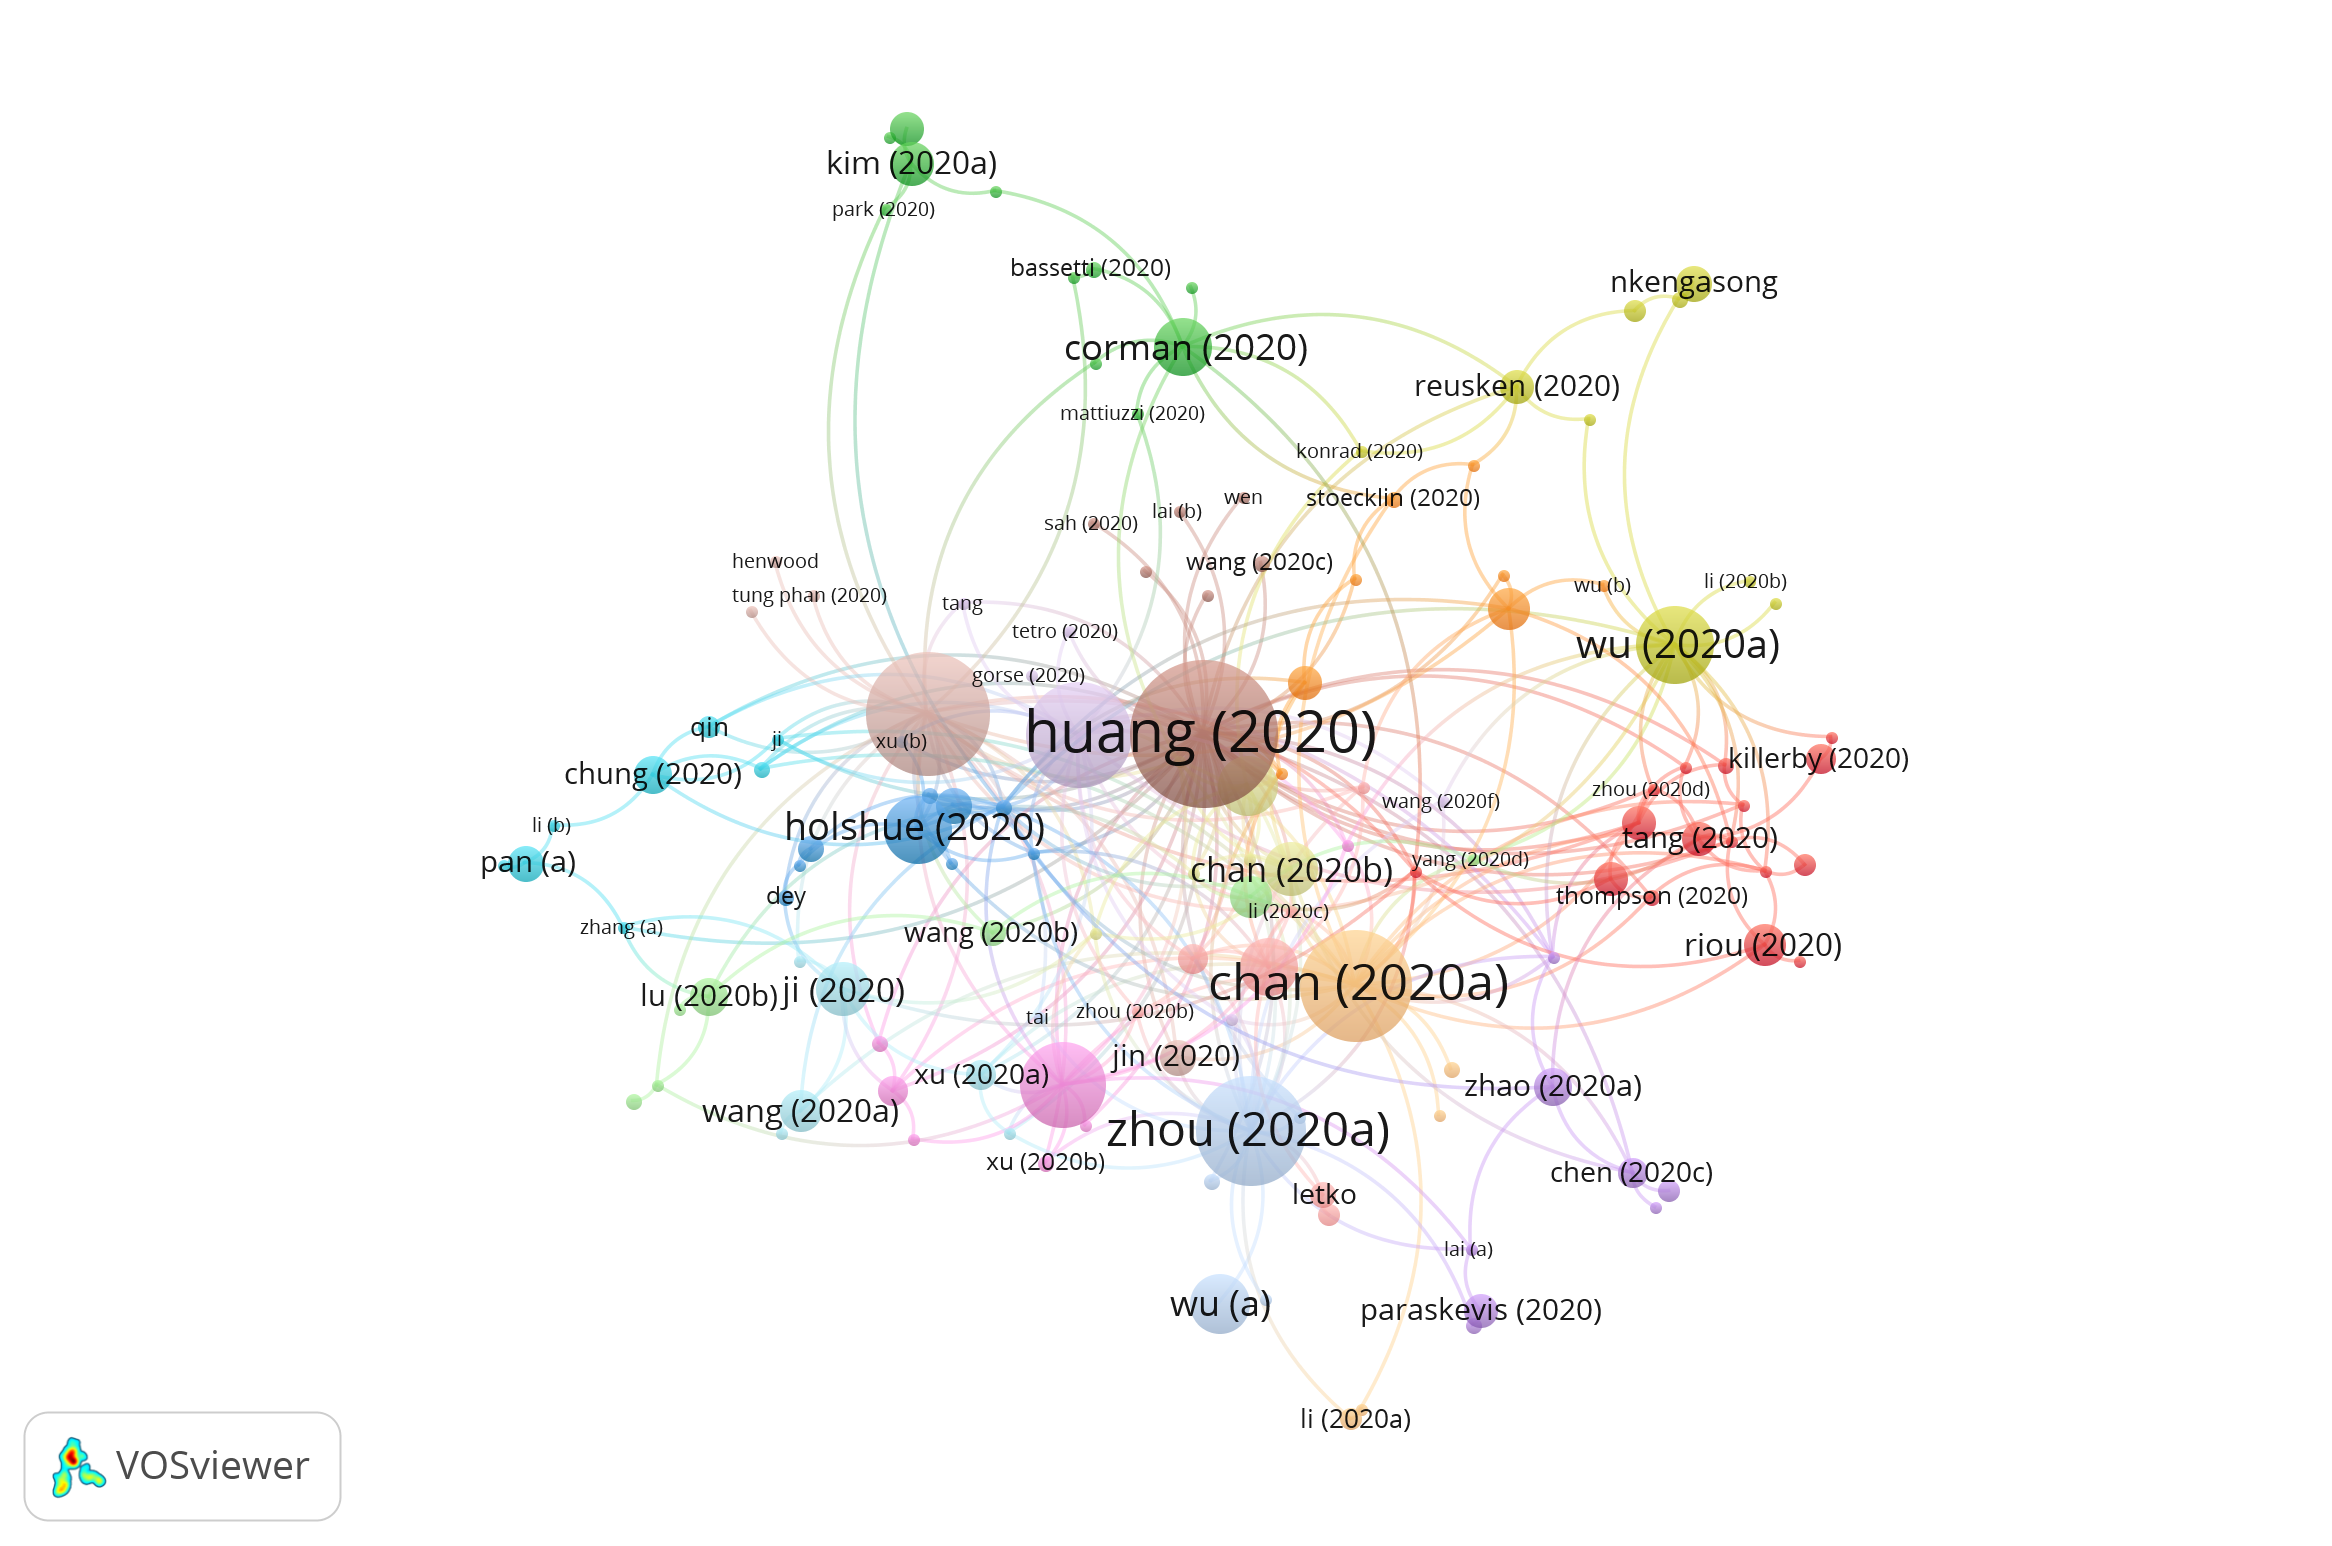 kim (2020a)
park (2020)
bassetti (2020)
nkengasong
corman (2020)
reusken (2020)
mattiuzzi (2020)
konrad (2020)
wen
stoecklin (2020)
lai (b)
sah (2020)
henwood
wang (2020c)
tung phan (2020)
tang
wu (b)
li (2020b)
tetro (2020)
wu (2020a)
gorse (2020)
qin
ji
xu (b)
huang (2020)
killerby (2020)
chung (2020)
zhou (2020d)
wang (2020f)
li (b)
holshue (2020)
tang (2020)
pan (a)
chan (2020b)
yang (2020d)
dey
li (2020c)
thompson (2020)
zhang (a)
wang (2020b)
riou (2020)
lu (2020b)
ji (2020)
chan (2020a)
tai
zhou (2020b)
xu (2020a)
jin (2020)
zhao (2020a)
wang (2020a)
zhou (2020a)
xu (2020b)
chen (2020c)
letko
lai (a)
wu (a)
paraskevis (2020)
li (2020a)
VOSviewer